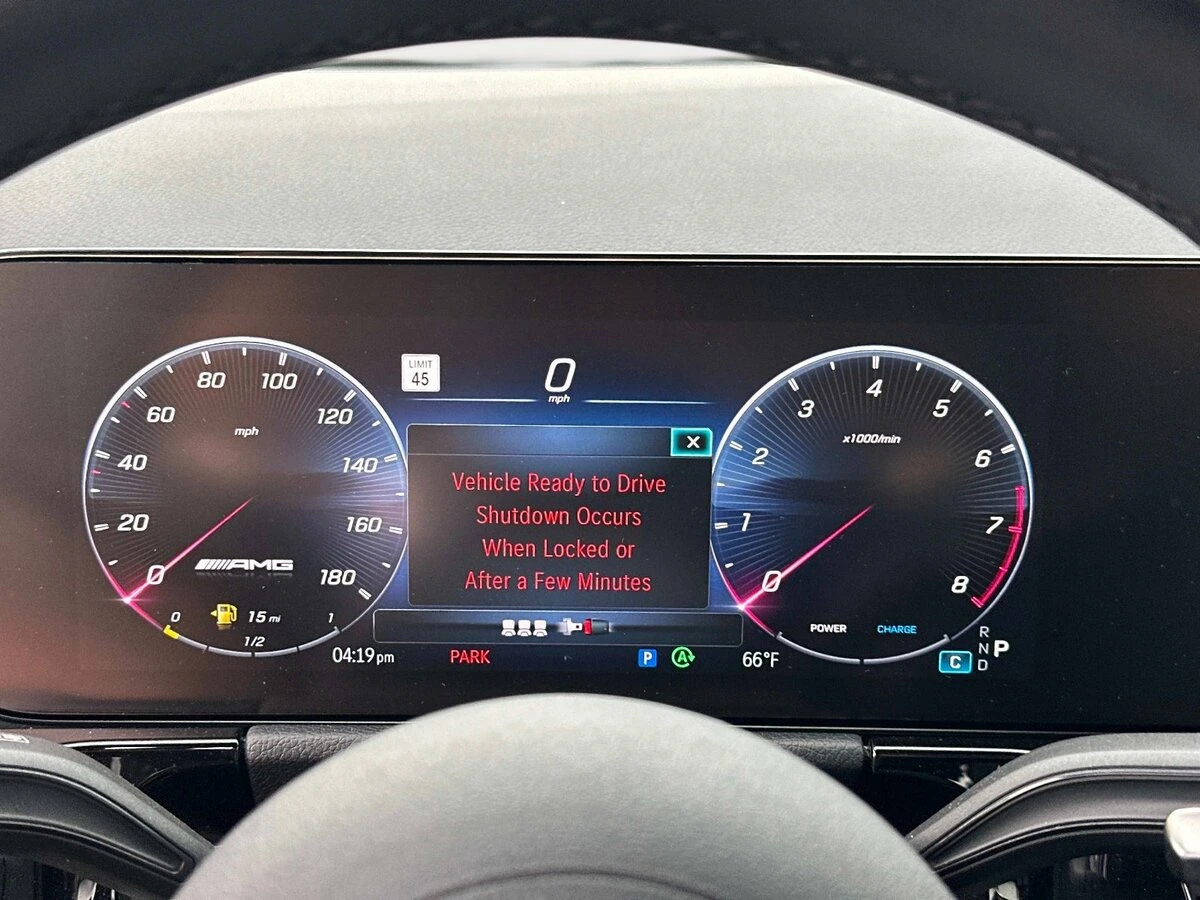 LIMIT
45
0
mph
X
Vehicle Ready to Drive
Shutdown Occurs
When Locked or
After a Few Minutes
0
20
40
60
80
100
120
140
160
180
mph
AMG
0
15 mi
1/2
1
04:19 pm
PARK
P
A
66°F
0
1
2
3
4
5
6
7
8
x1000/min
POWER
CHARGE
C
R
N
D
P